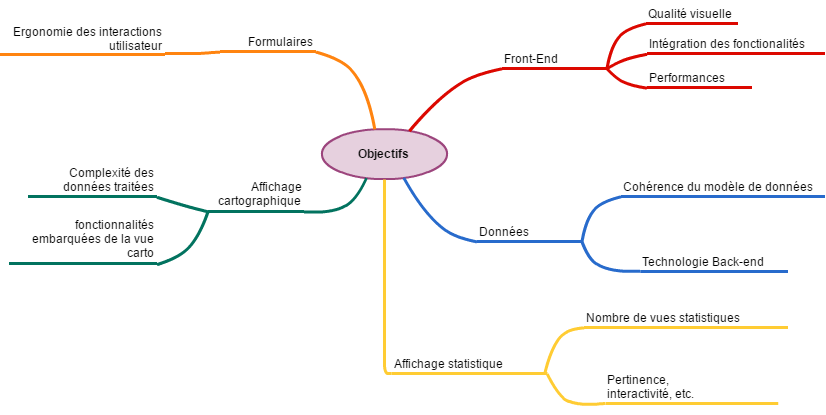 Objectifs
Formulaires
Ergonomie des interactions
utilisateur
Front-End
Qualité visuelle
Intégration des fonctionalités
Performances
Affichage
cartographique
Complexité des
données traitées
fonctionnalités
embarquées de la vue
carto
Données
Cohérence du modèle de données
Technologie Back-end
Affichage statistique
Nombre de vues statistiques
Pertinence,
interactivité, etc.